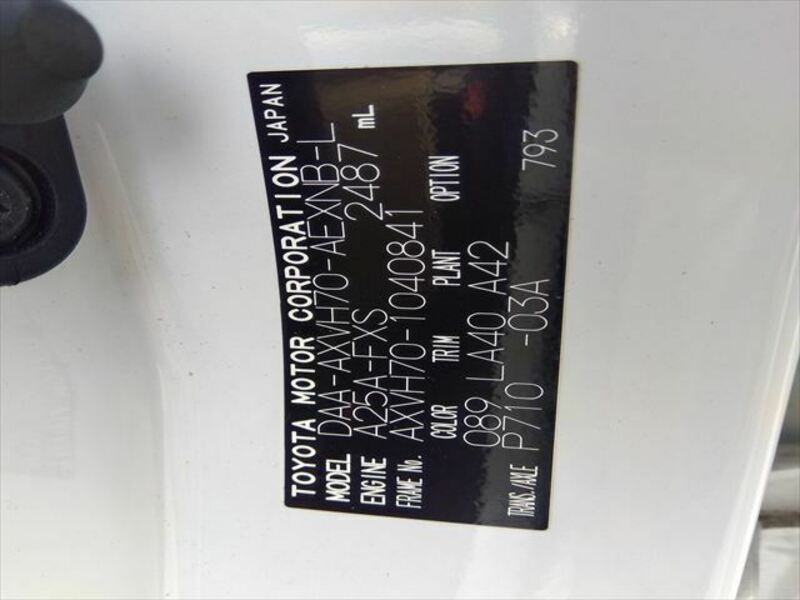 TOYOTA MOTOR CORPORATION JAPAN
MODEL DAA-AXVH70-AEXNB-L
ENGINE A25A-FXS 2487 mL
FRAME No. AXVH70-1040841
COLOR TRIM PLANT OPTION
089 LA40 A42
TRANS./AXLE P710 -03A 793